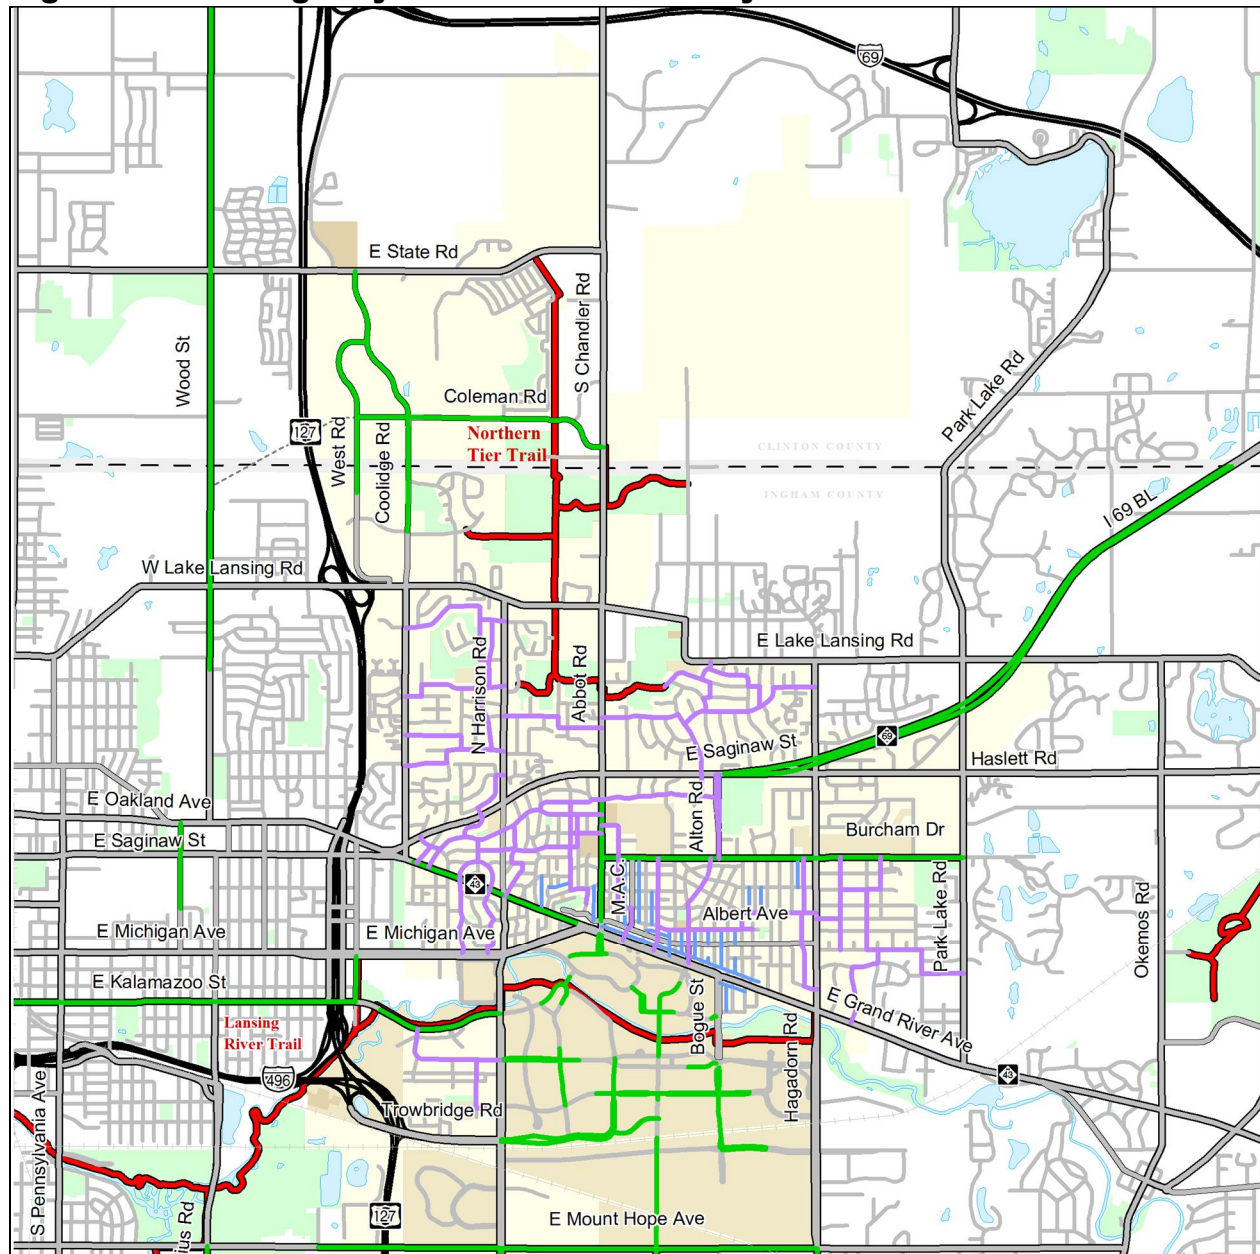 69
E State Rd
S Chandler Rd
Wood St
Park Lake Rd
Coleman Rd
127
West Rd
Coolidge Rd
Northern
Tier Trail
CLINTON COUNTY
INGHAM COUNTY
I 69 BL
W Lake Lansing Rd
E Lake Lansing Rd
N Harrison Rd
Abbot Rd
69
E Saginaw St
Haslett Rd
E Oakland Ave
Alton Rd
Burcham Dr
E Saginaw St
43
M.A.C.
Albert Ave
Park Lake Rd
Okemos Rd
E Michigan Ave
E Michigan Ave
E Kalamazoo St
Bogue St
E Grand River Ave
Lansing
River Trail
Hagadorn Rd
496
43
S Pennsylvania Ave
Trowbridge Rd
127
E Mount Hope Ave
ius Rd